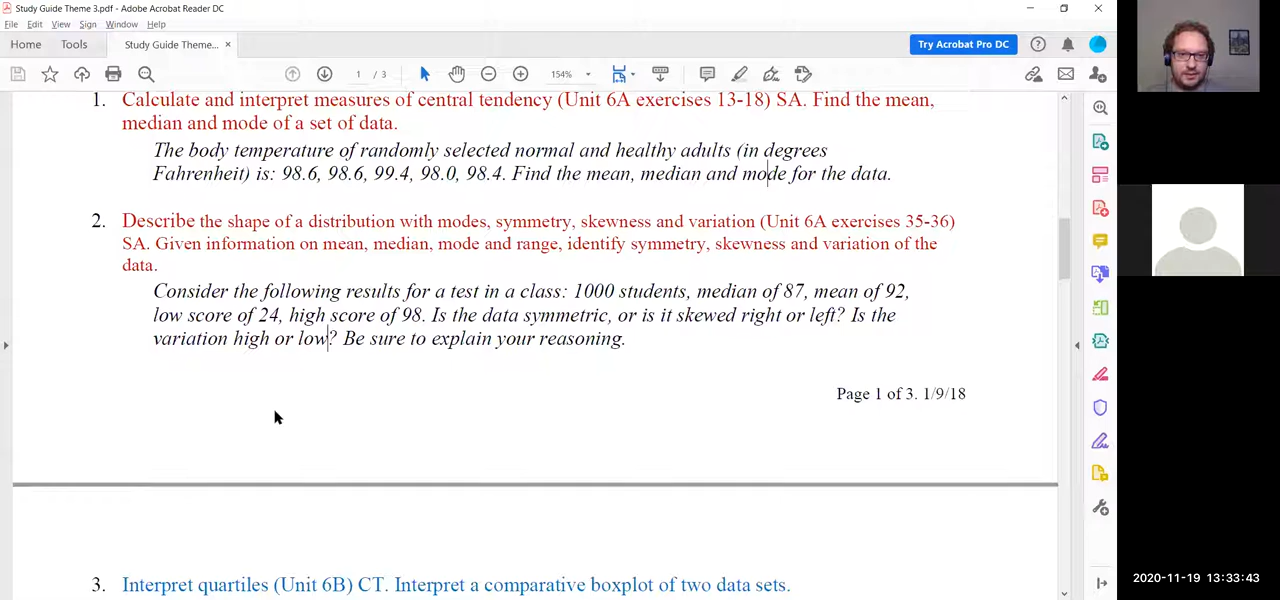 Study Guide Theme 3.pdf - Adobe Acrobat Reader DC
File Edit View Sign Window Help
Home Tools Study Guide Theme... × Try Acrobat Pro DC
1 / 3 154%
1. Calculate and interpret measures of central tendency (Unit 6A exercises 13-18) SA. Find the mean,
median and mode of a set of data.
The body temperature of randomly selected normal and healthy adults (in degrees
Fahrenheit) is: 98.6, 98.6, 99.4, 98.0, 98.4. Find the mean, median and mode for the data.
2. Describe the shape of a distribution with modes, symmetry, skewness and variation (Unit 6A exercises 35-36)
SA. Given information on mean, median, mode and range, identify symmetry, skewness and variation of the
data.
Consider the following results for a test in a class: 1000 students, median of 87, mean of 92,
low score of 24, high score of 98. Is the data symmetric, or is it skewed right or left? Is the
variation high or low? Be sure to explain your reasoning.
Page 1 of 3. 1/9/18
3. Interpret quartiles (Unit 6B) CT. Interpret a comparative boxplot of two data sets.
2020-11-19 13:33:43